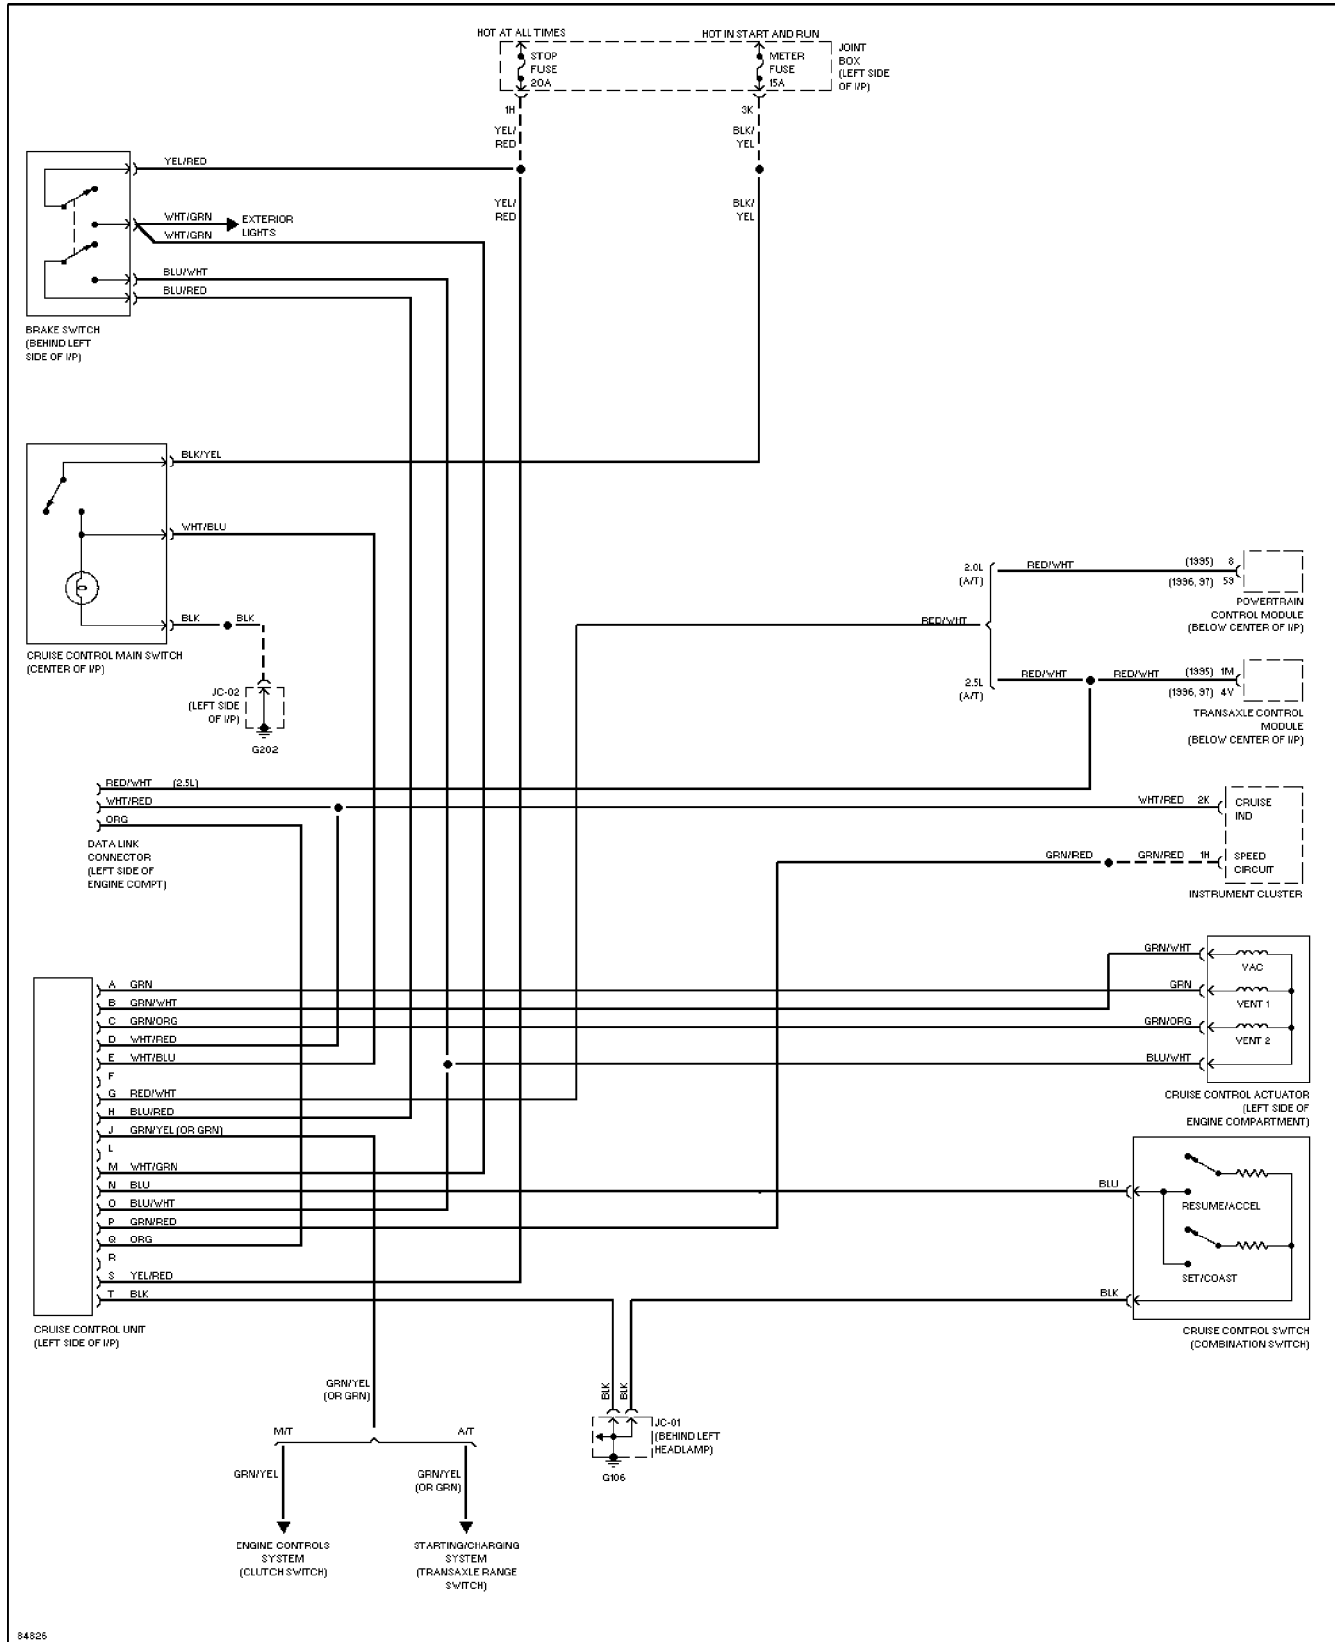 HOT AT ALL TIMES
HOT IN START AND RUN
STOP
FUSE
20A
METER
FUSE
15A
JOINT
BOX
(LEFT SIDE
OF I/P)
1H
3K
YEL/
RED
BLK/
YEL
YEL/RED
YEL/
RED
BLK/
YEL
WHT/GRN
EXTERIOR
LIGHTS
WHT/GRN
BLU/WHT
BLU/RED
BRAKE SWITCH
(BEHIND LEFT
SIDE OF I/P)
BLK/YEL
WHT/BLU
BLK
BLK
CRUISE CONTROL MAIN SWITCH
(CENTER OF I/P)
JC-02
(LEFT SIDE
OF I/P)
G202
2.0L
(A/T)
RED/WHT
(1995) 8
(1996, 97) 59
POWERTRAIN
CONTROL MODULE
(BELOW CENTER OF I/P)
RED/WHT
2.5L
(A/T)
RED/WHT
RED/WHT
(1995) 1M
(1996, 97) 4V
TRANSAXLE CONTROL
MODULE
(BELOW CENTER OF I/P)
RED/WHT (2.5L)
WHT/RED
ORG
DATA LINK
CONNECTOR
(LEFT SIDE OF
ENGINE COMPT)
WHT/RED 2K
CRUISE
IND
GRN/RED
GRN/RED 1H
SPEED
CIRCUIT
INSTRUMENT CLUSTER
GRN/WHT
VAC
GRN
VENT 1
GRN/ORG
VENT 2
BLU/WHT
CRUISE CONTROL ACTUATOR
(LEFT SIDE OF
ENGINE COMPARTMENT)
A GRN
B GRN/WHT
C GRN/ORG
D WHT/RED
E WHT/BLU
F
G RED/WHT
H BLU/RED
J GRN/YEL (OR GRN)
L
M WHT/GRN
N BLU
O BLU/WHT
P GRN/RED
Q ORG
R
S YEL/RED
T BLK
CRUISE CONTROL UNIT
(LEFT SIDE OF I/P)
BLU
RESUME/ACCEL
SET/COAST
BLK
CRUISE CONTROL SWITCH
(COMBINATION SWITCH)
GRN/YEL
(OR GRN)
M/T
A/T
GRN/YEL
GRN/YEL
(OR GRN)
ENGINE CONTROLS
SYSTEM
(CLUTCH SWITCH)
STARTING/CHARGING
SYSTEM
(TRANSAXLE RANGE
SWITCH)
BLK
BLK
JC-01
(BEHIND LEFT
HEADLAMP)
G106
84826